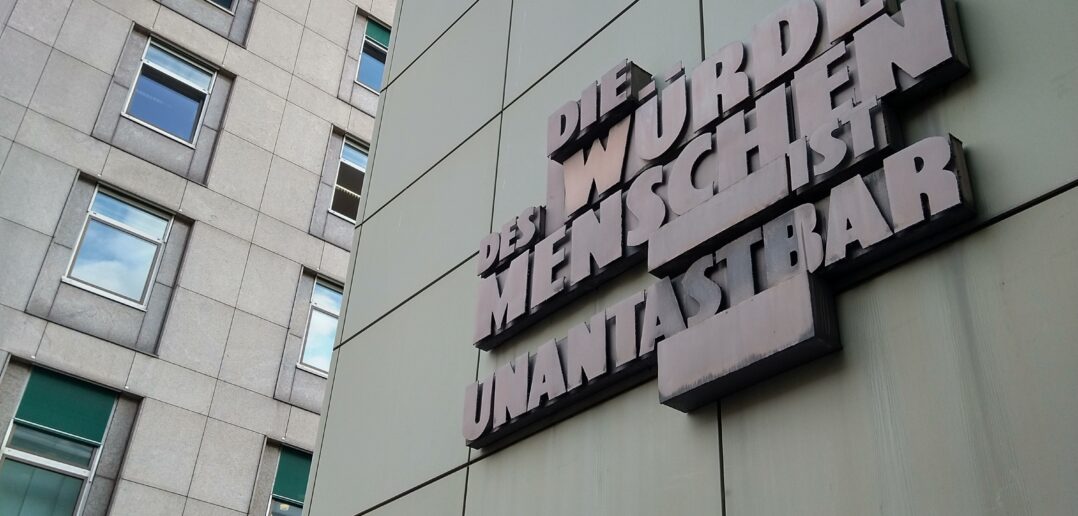 DIE
WÜRDE
DES
MENSCHEN
IST
UNANTASTBAR